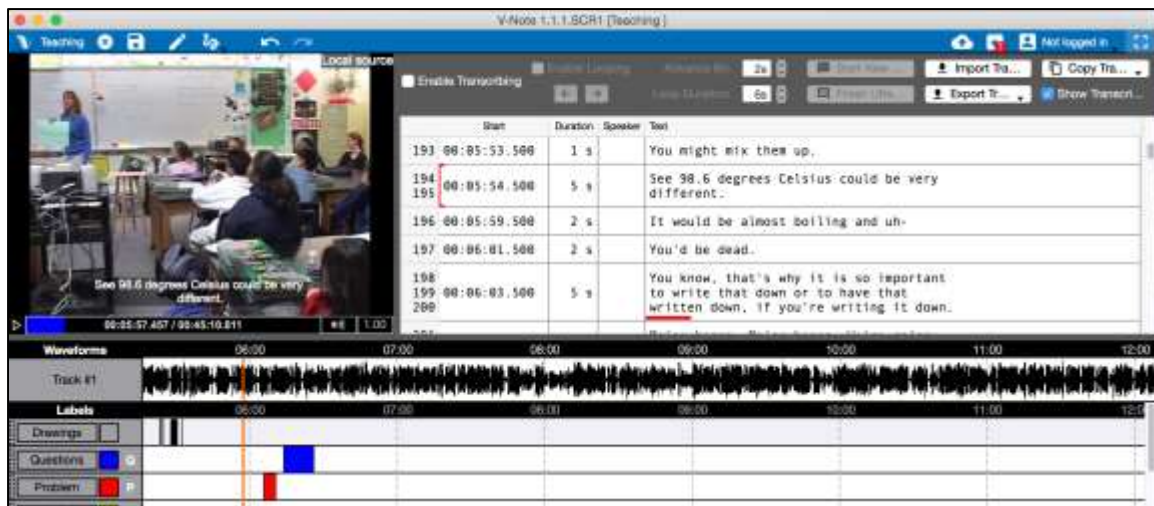 V-Note 1.1.1.SCR1 [Teaching ]
Teaching
Not logged in
Local source
Enable Transcribing
2s
Import Tra...
Copy Tra...
6s
Export Tr...
Show Transcri...
Start Duration Speaker Text
193 00:05:53.500 1 s You might mix them up.
194
195 00:05:54.500 5 s See 98.6 degrees Celsius could be very
different.
196 00:05:59.500 2 s It would be almost boiling and uh-
197 00:06:01.500 2 s You'd be dead.
198 You know, that's why it is so important
199 00:06:03.500 5 s to write that down or to have that
200 written down, if you're writing it down.
See 98.6 degrees Celsius could be very
different.
00:05:57.457 / 00:45:10.811 1.00
Waveforms 06:00 07:00 08:00 09:00 10:00 11:00 12:00
Track #1
Labels 06:00 07:00 08:00 09:00 10:00 11:00 12:0
Drawings
Questions Q
Problem P